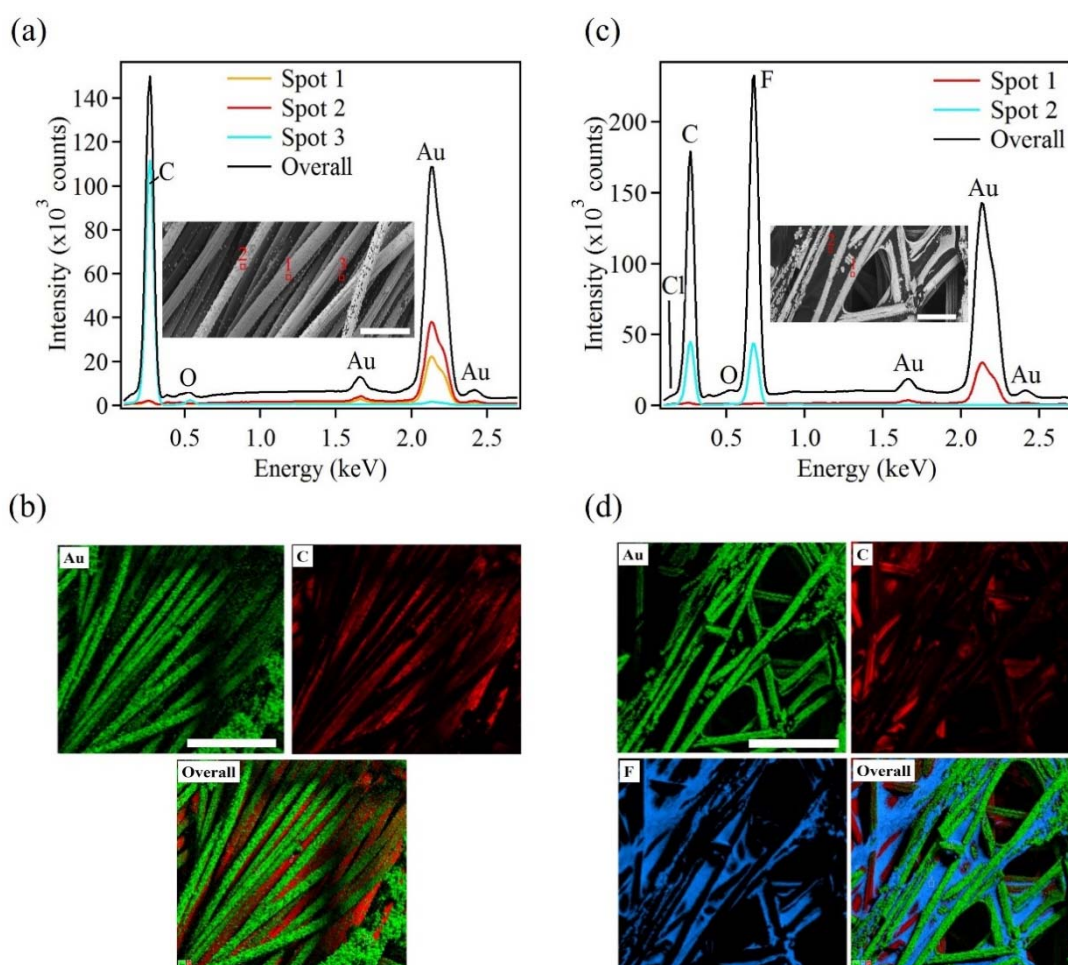 (a)
Spot 1
Spot 2
Spot 3
Overall
C
O
Au
Au
Au
2
1
3
140
120
100
80
60
40
20
0
0.5
1.0
1.5
2.0
2.5
Intensity (x10³ counts)
Energy (keV)
(c)
Spot 1
Spot 2
Overall
C
F
Cl
O
Au
Au
Au
200
150
100
50
0
0.5
1.0
1.5
2.0
2.5
Intensity (x10³ counts)
Energy (keV)
(b)
Au
C
Overall
(d)
Au
C
F
Overall